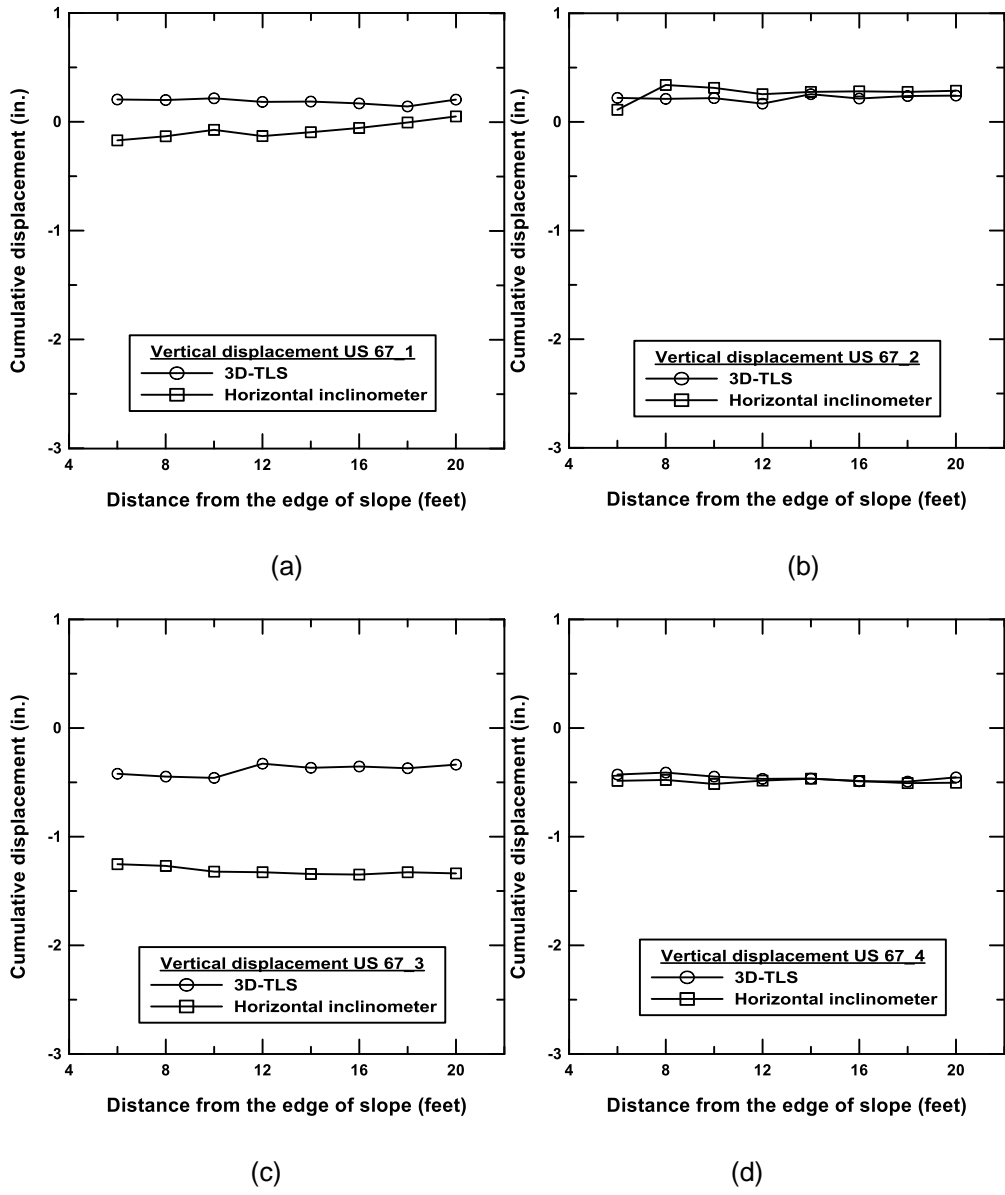 1
0
-1
-2
-3
Cumulative displacement (in.)
Vertical displacement US 67_1
3D-TLS
Horizontal inclinometer
4 8 12 16 20
Distance from the edge of slope (feet)
(a)
1
0
-1
-2
-3
Cumulative displacement (in.)
Vertical displacement US 67_2
3D-TLS
Horizontal inclinometer
4 8 12 16 20
Distance from the edge of slope (feet)
(b)
1
0
-1
-2
-3
Cumulative displacement (in.)
Vertical displacement US 67_3
3D-TLS
Horizontal inclinometer
4 8 12 16 20
Distance from the edge of slope (feet)
(c)
1
0
-1
-2
-3
Cumulative displacement (in.)
Vertical displacement US 67_4
3D-TLS
Horizontal inclinometer
4 8 12 16 20
Distance from the edge of slope (feet)
(d)